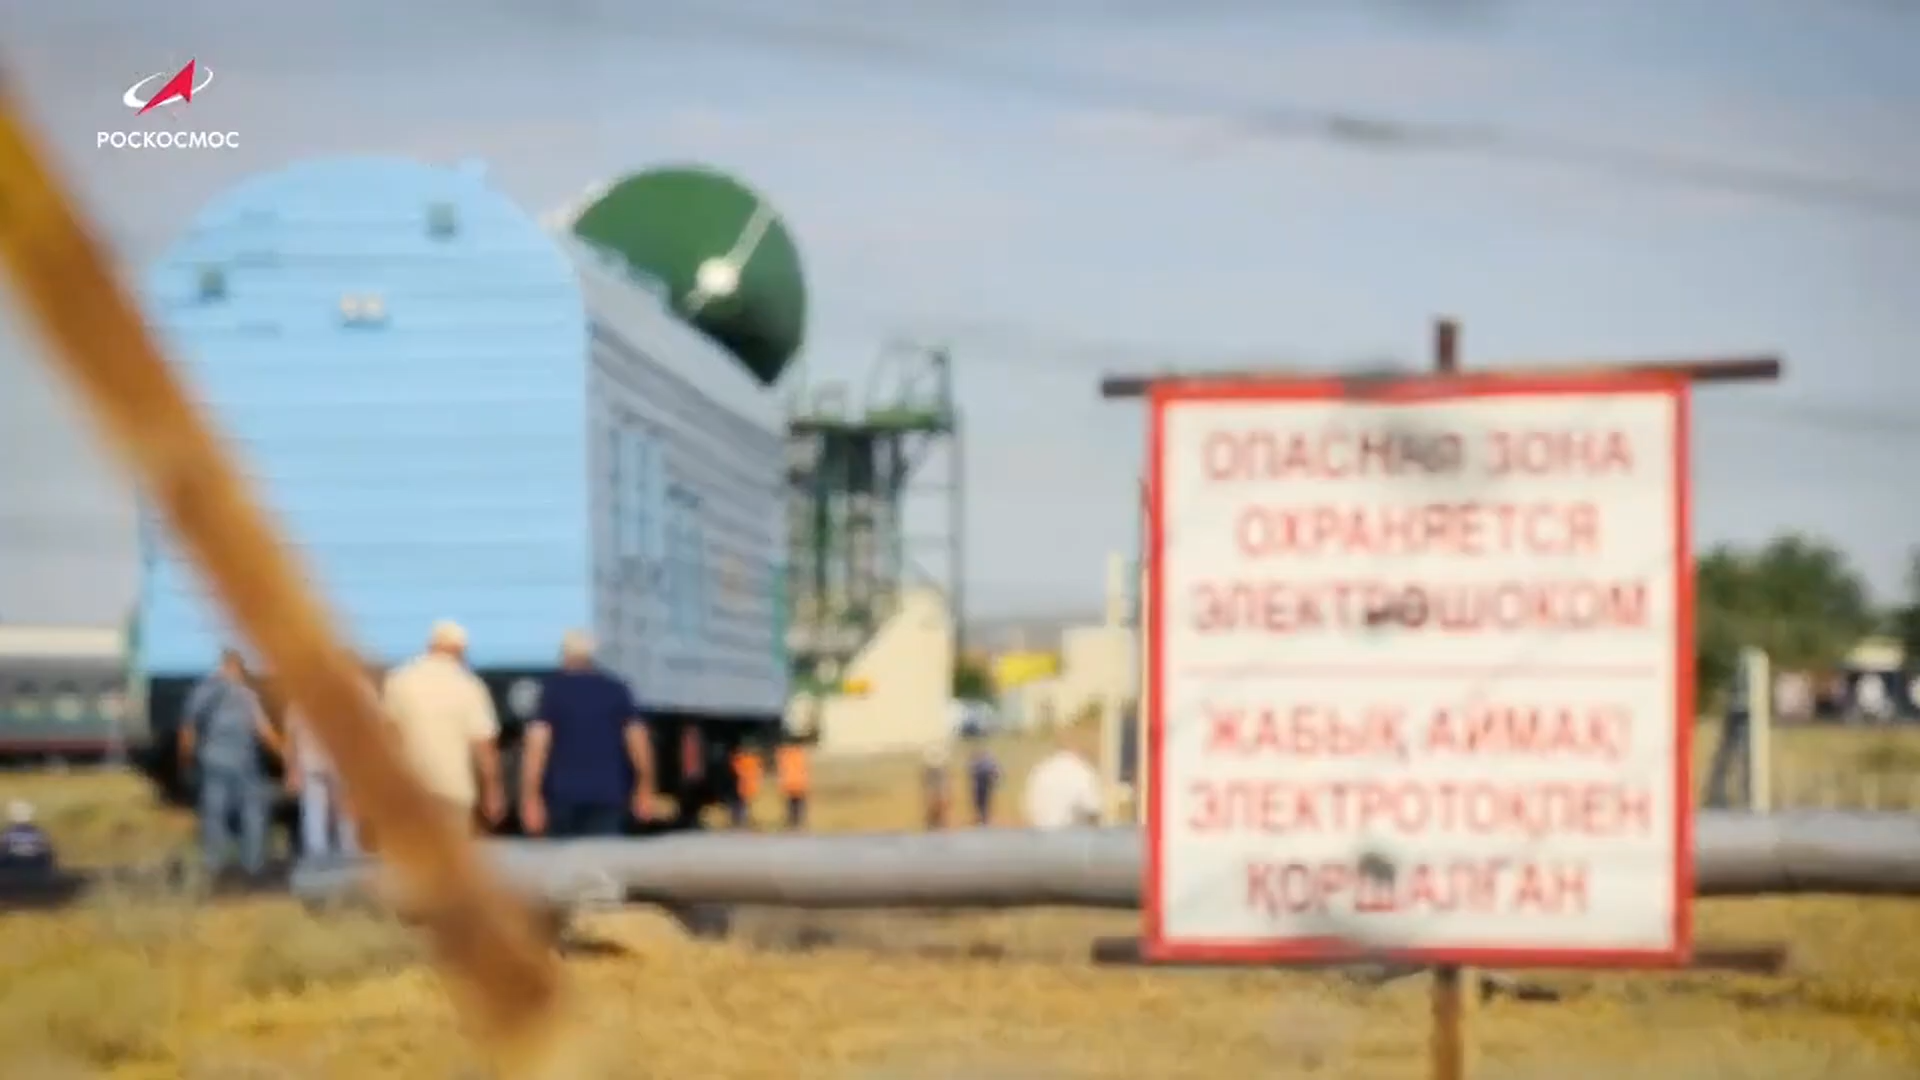 РОСКОСМОС
ОПАСНАЯ ЗОНА
ОХРАНЯЕТСЯ
ЭЛЕКТРОШОКОМ
ЖАБЫҚ АЙМАҚ!
ЭЛЕКТРОТОҚПЕН
ҚОРШАЛҒАН